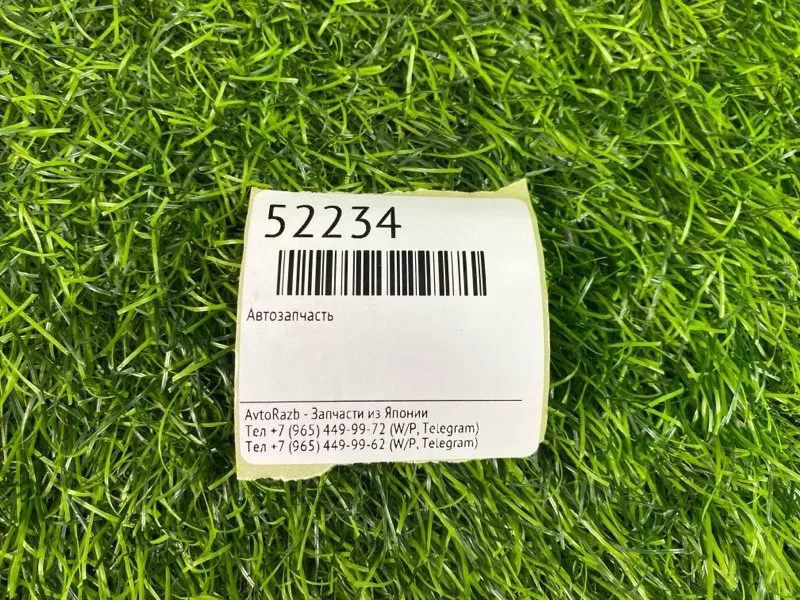 52234
Автозапчасть
AvtoRazb - Запчасти из Японии
Тел +7 (965) 449-99-72 (W/P, Telegram)
Тел +7 (965) 449-99-62 (W/P, Telegram)